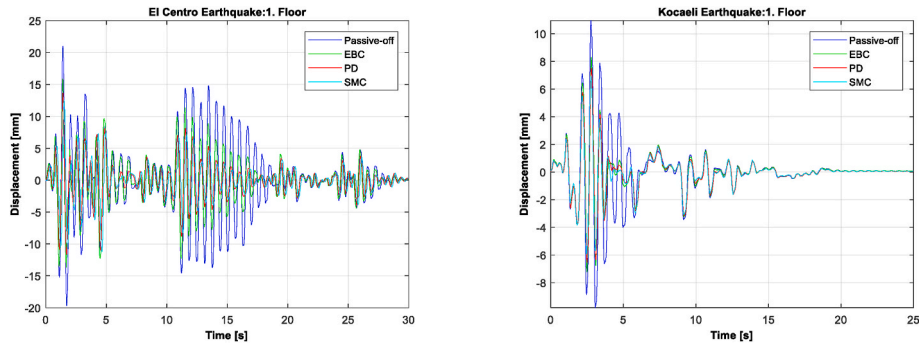 El Centro Earthquake:1. Floor
25
20
15
10
5
0
-5
-10
-15
-20
Displacement [mm]
Passive-off
EBC
PD
SMC
0 5 10 15 20 25 30
Time [s]
Kocaeli Earthquake:1. Floor
10
8
6
4
2
0
-2
-4
-6
-8
Displacement [mm]
Passive-off
EBC
PD
SMC
0 5 10 15 20 25
Time [s]